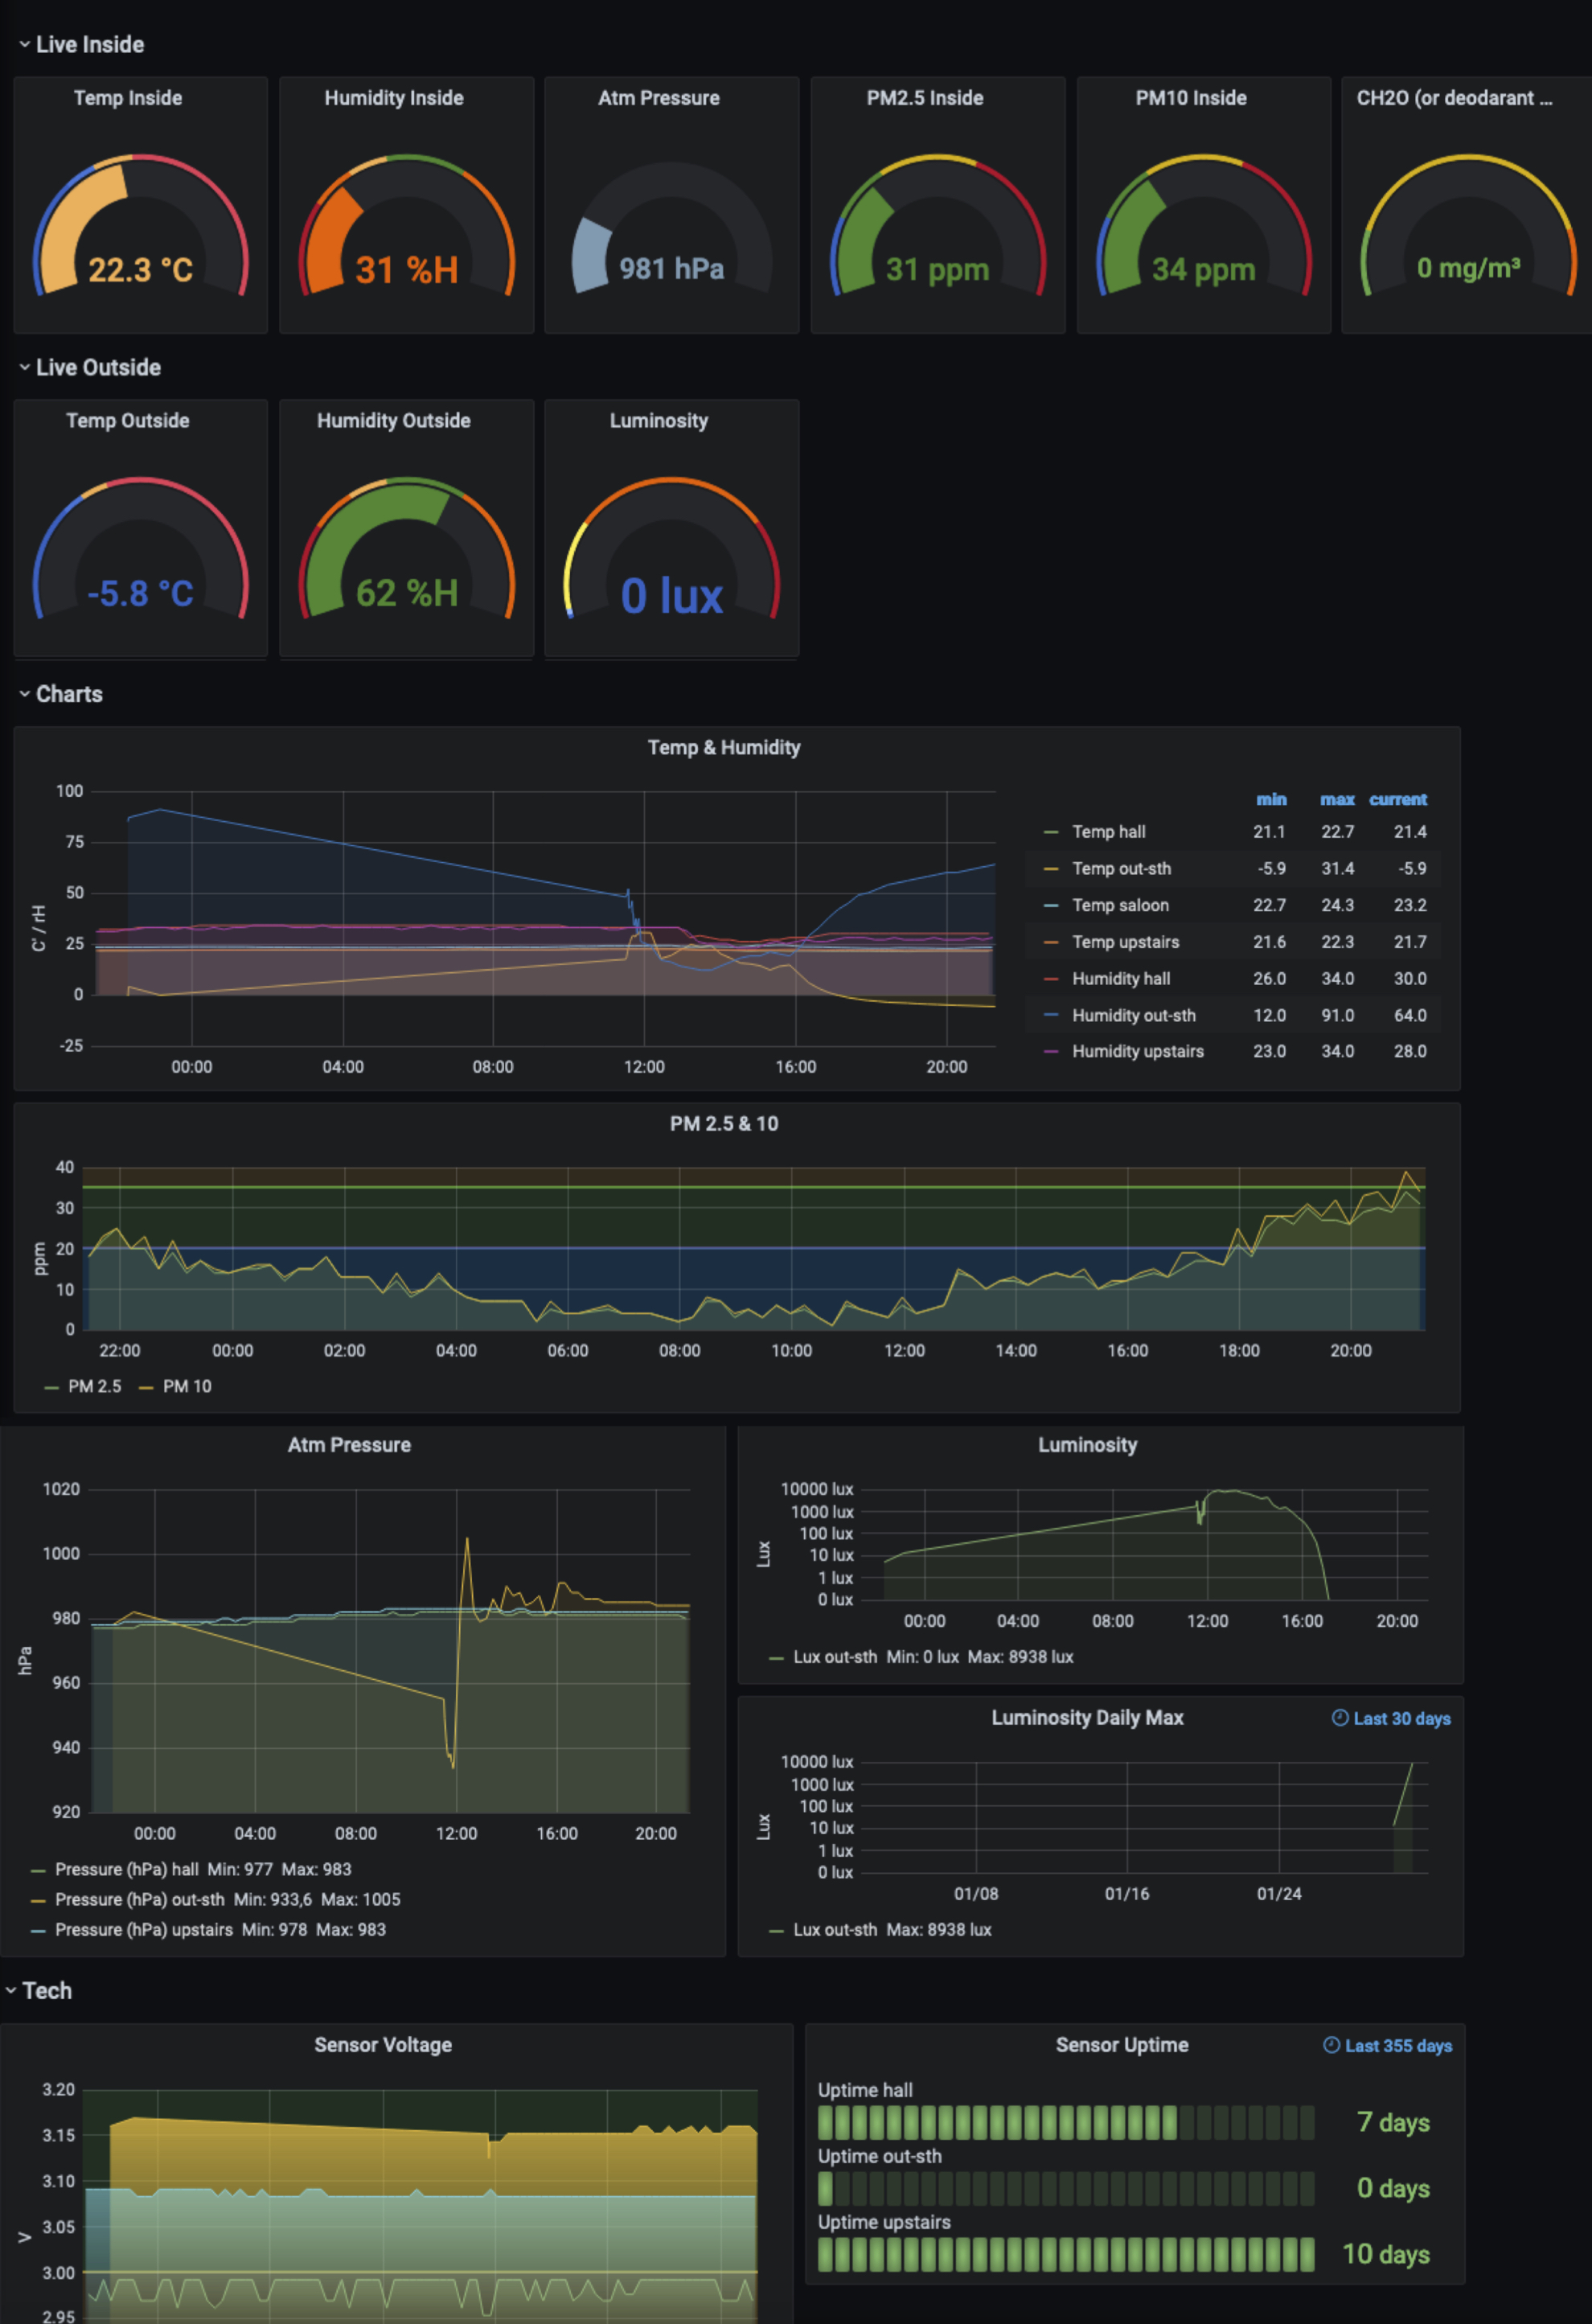 Live Inside
Temp Inside
Humidity Inside
Atm Pressure
PM2.5 Inside
PM10 Inside
CH2O (or deodarant ...
22.3 °C
31 %H
981 hPa
31 ppm
34 ppm
0 mg/m³
Live Outside
Temp Outside
Humidity Outside
Luminosity
-5.8 °C
62 %H
0 lux
Charts
Temp & Humidity
100
75
50
25
0
-25
C' / rH
00:00 04:00 08:00 12:00 16:00 20:00
min max current
Temp hall 21.1 22.7 21.4
Temp out-sth -5.9 31.4 -5.9
Temp saloon 22.7 24.3 23.2
Temp upstairs 21.6 22.3 21.7
Humidity hall 26.0 34.0 30.0
Humidity out-sth 12.0 91.0 64.0
Humidity upstairs 23.0 34.0 28.0
PM 2.5 & 10
40
30
20
10
0
ppm
22:00 00:00 02:00 04:00 06:00 08:00 10:00 12:00 14:00 16:00 18:00 20:00
PM 2.5 PM 10
Atm Pressure
1020
1000
980
960
940
920
hPa
00:00 04:00 08:00 12:00 16:00 20:00
Pressure (hPa) hall Min: 977 Max: 983
Pressure (hPa) out-sth Min: 933,6 Max: 1005
Pressure (hPa) upstairs Min: 978 Max: 983
Luminosity
10000 lux
1000 lux
100 lux
10 lux
1 lux
0 lux
Lux
00:00 04:00 08:00 12:00 16:00 20:00
Lux out-sth Min: 0 lux Max: 8938 lux
Luminosity Daily Max
Last 30 days
10000 lux
1000 lux
100 lux
10 lux
1 lux
0 lux
Lux
01/08 01/16 01/24
Lux out-sth Max: 8938 lux
Tech
Sensor Voltage
3.20
3.15
3.10
3.05
3.00
2.95
V
Sensor Uptime
Last 355 days
Uptime hall
7 days
Uptime out-sth
0 days
Uptime upstairs
10 days